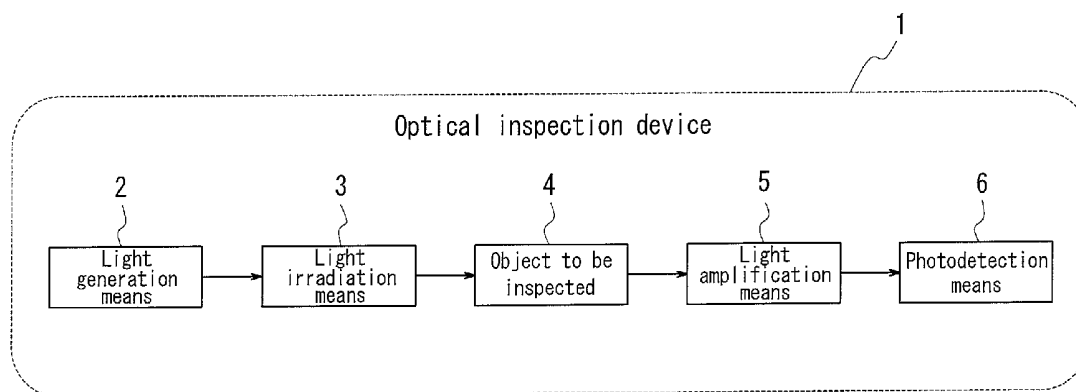 1
Optical inspection device
2
3
4
5
6
Light
generation
means
Light
irradiation
means
Object to be
inspected
Light
amplification
means
Photodetection
means